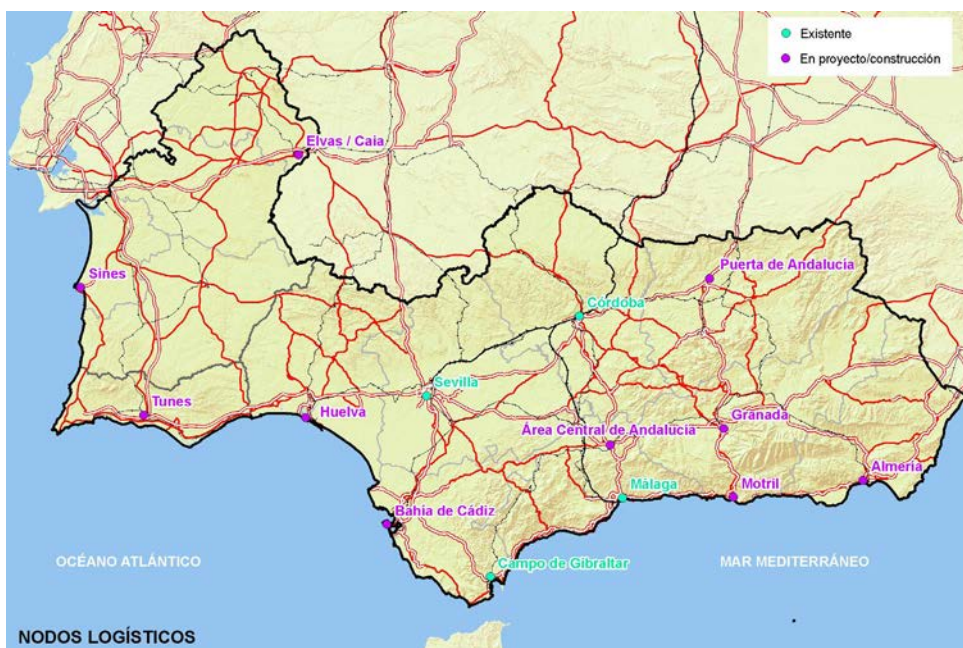 Existente
En proyecto/construcción
Elvas / Caia
Puerta de Andalucía
Sines
Córdoba
Sevilla
Tunes
Huelva
Granada
Área Central de Andalucía
Almería
Málaga
Motril
Bahia de Cádiz
OCÉANO ATLÁNTICO
Campo de Gibraltar
MAR MEDITERRÁNEO
NODOS LOGÍSTICOS